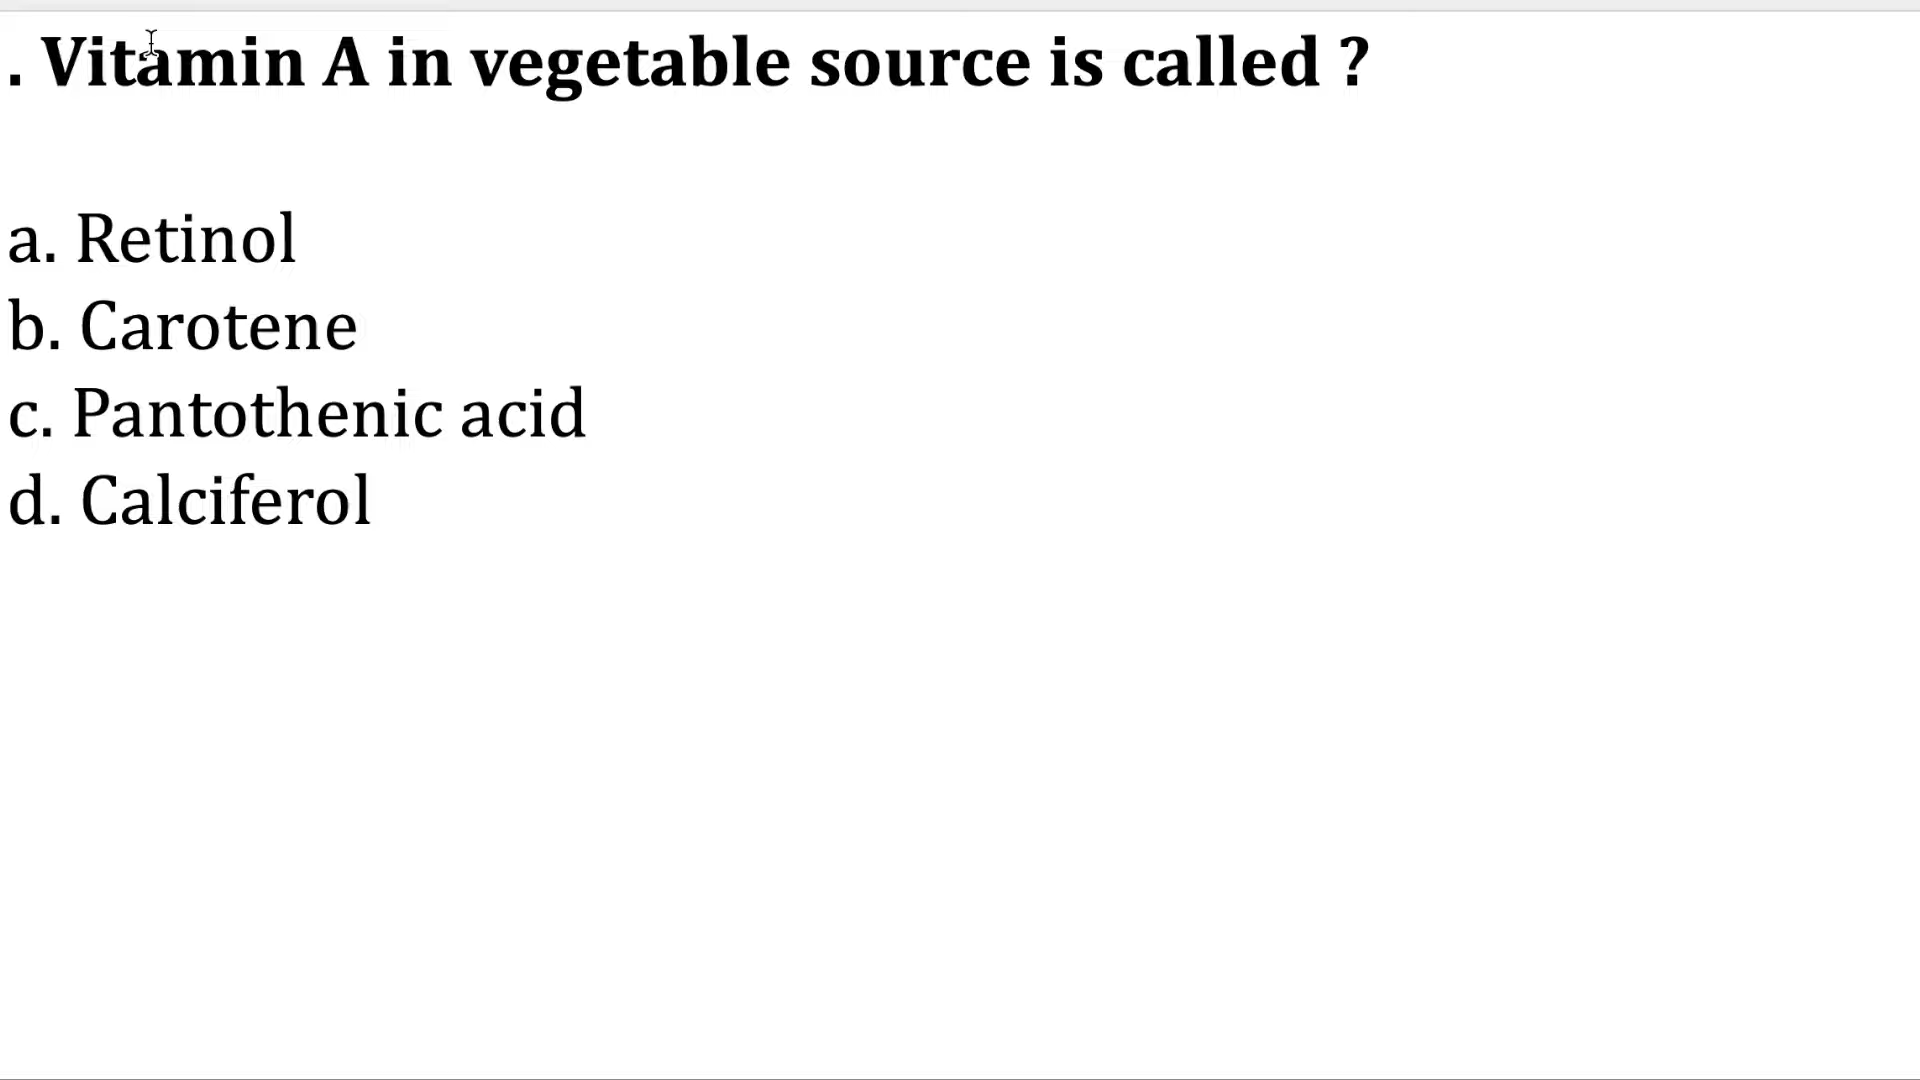 . Vitamin A in vegetable source is called ?
a. Retinol
b. Carotene
c. Pantothenic acid
d. Calciferol